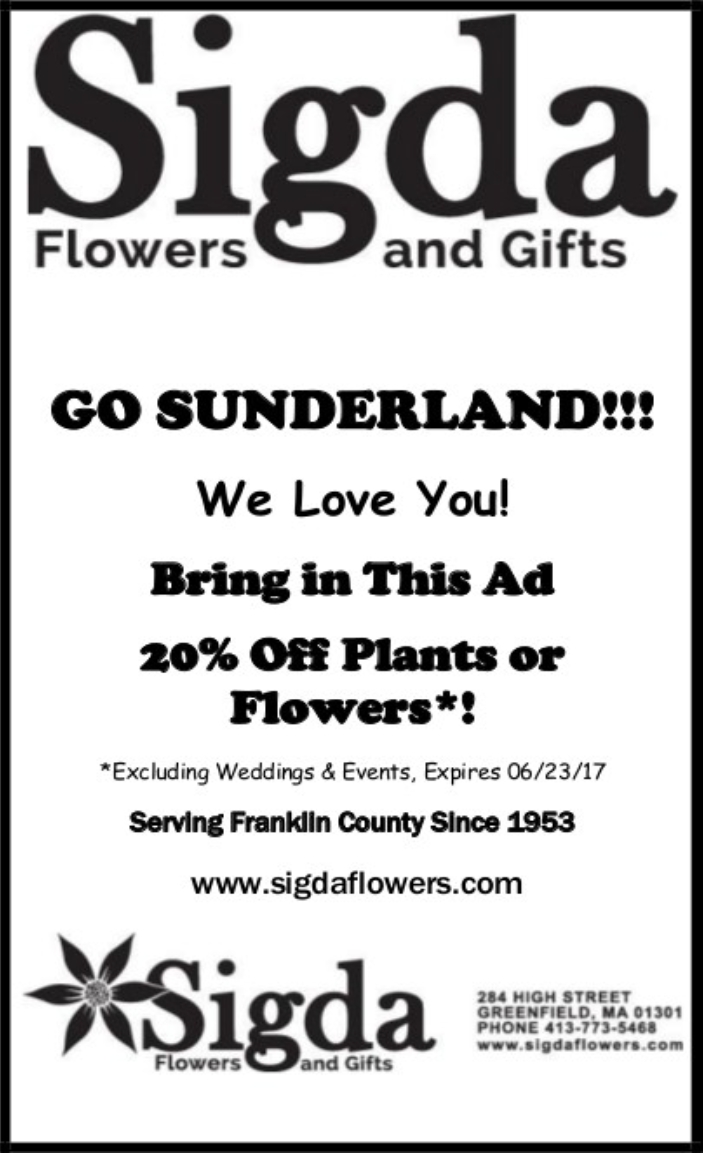 Sigda
Flowers and Gifts
GO SUNDERLAND!!!
We Love You!
Bring in This Ad
20% Off Plants or
Flowers*!
*Excluding Weddings & Events, Expires 06/23/17
Serving Franklin County Since 1953
www.sigdaflowers.com
Sigda
Flowers and Gifts
284 HIGH STREET
GREENFIELD, MA 01301
PHONE 413-773-5468
www.sigdaflowers.com